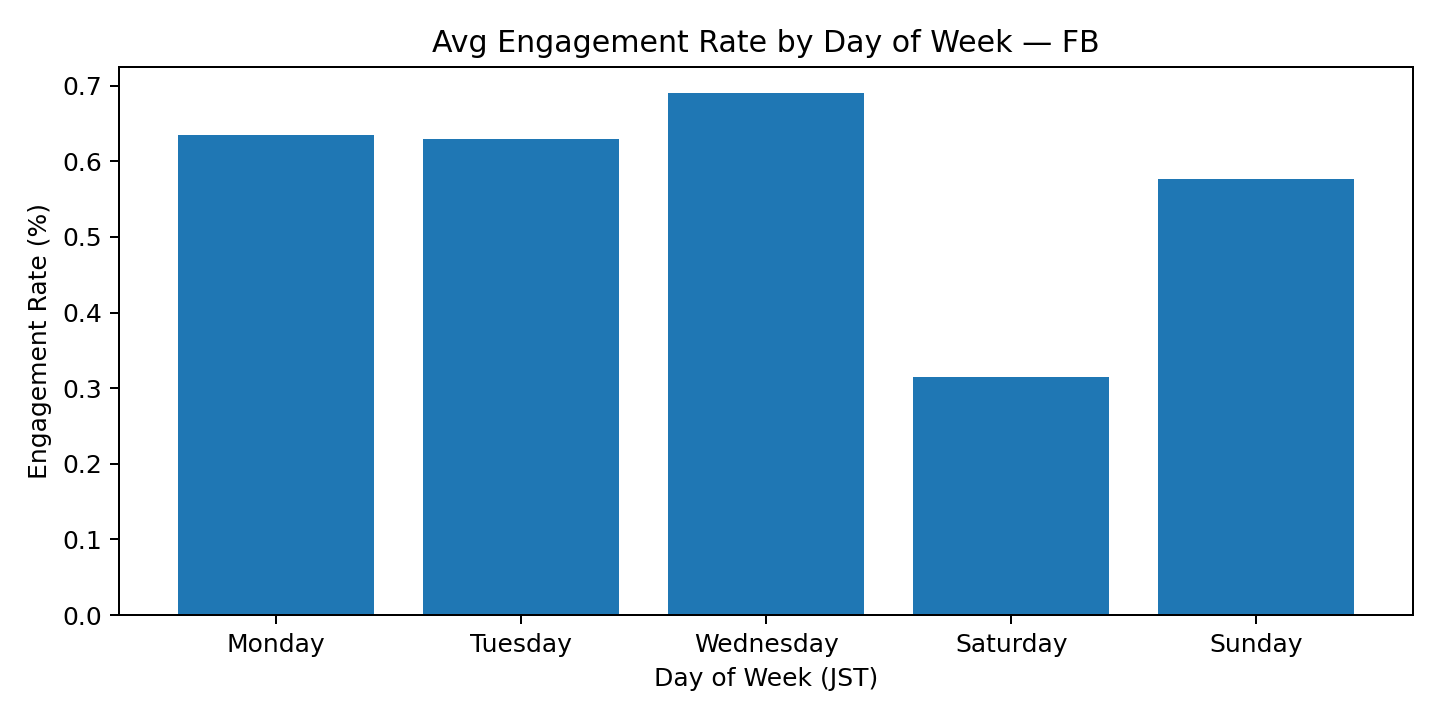 Avg Engagement Rate by Day of Week — FB
Engagement Rate (%)
0.7
0.6
0.5
0.4
0.3
0.2
0.1
0.0
Monday Tuesday Wednesday Saturday Sunday
Day of Week (JST)